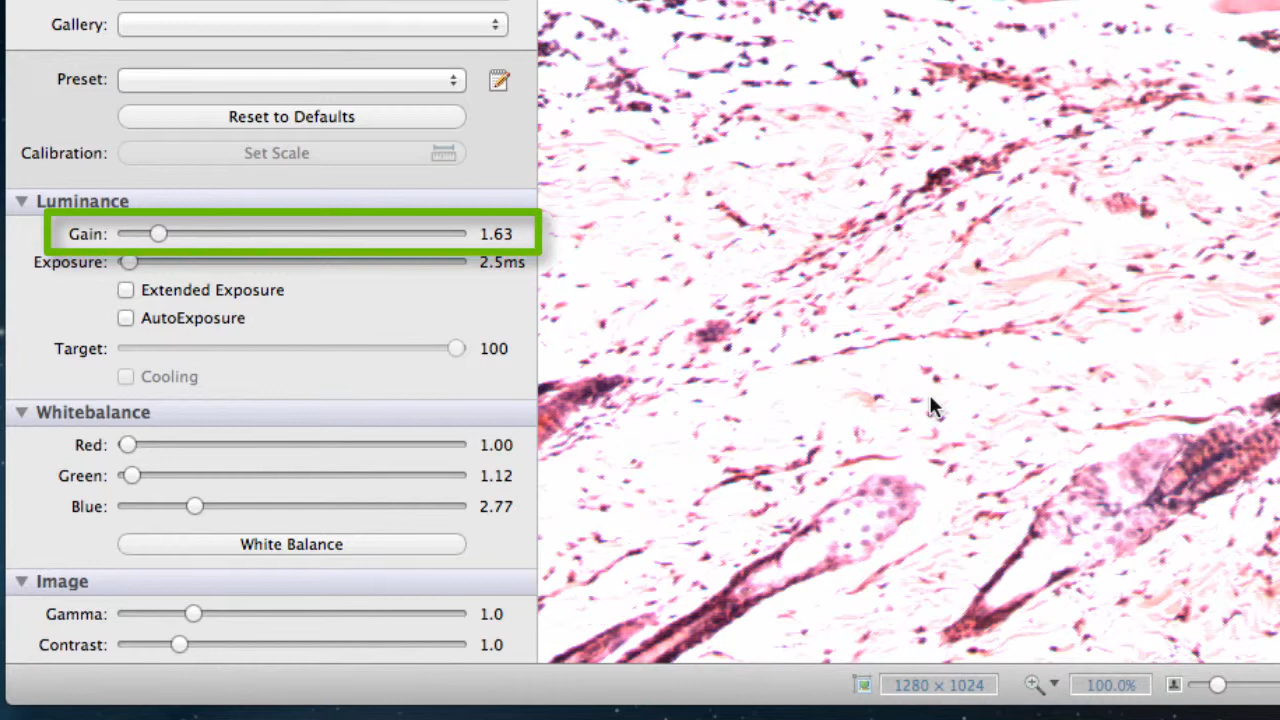 Gallery:
Preset:
Reset to Defaults
Calibration: Set Scale
Luminance
Gain: 1.63
Exposure: 2.5ms
Extended Exposure
AutoExposure
Target: 100
Cooling
Whitebalance
Red: 1.00
Green: 1.12
Blue: 2.77
White Balance
Image
Gamma: 1.0
Contrast: 1.0
1280 × 1024 100.0%